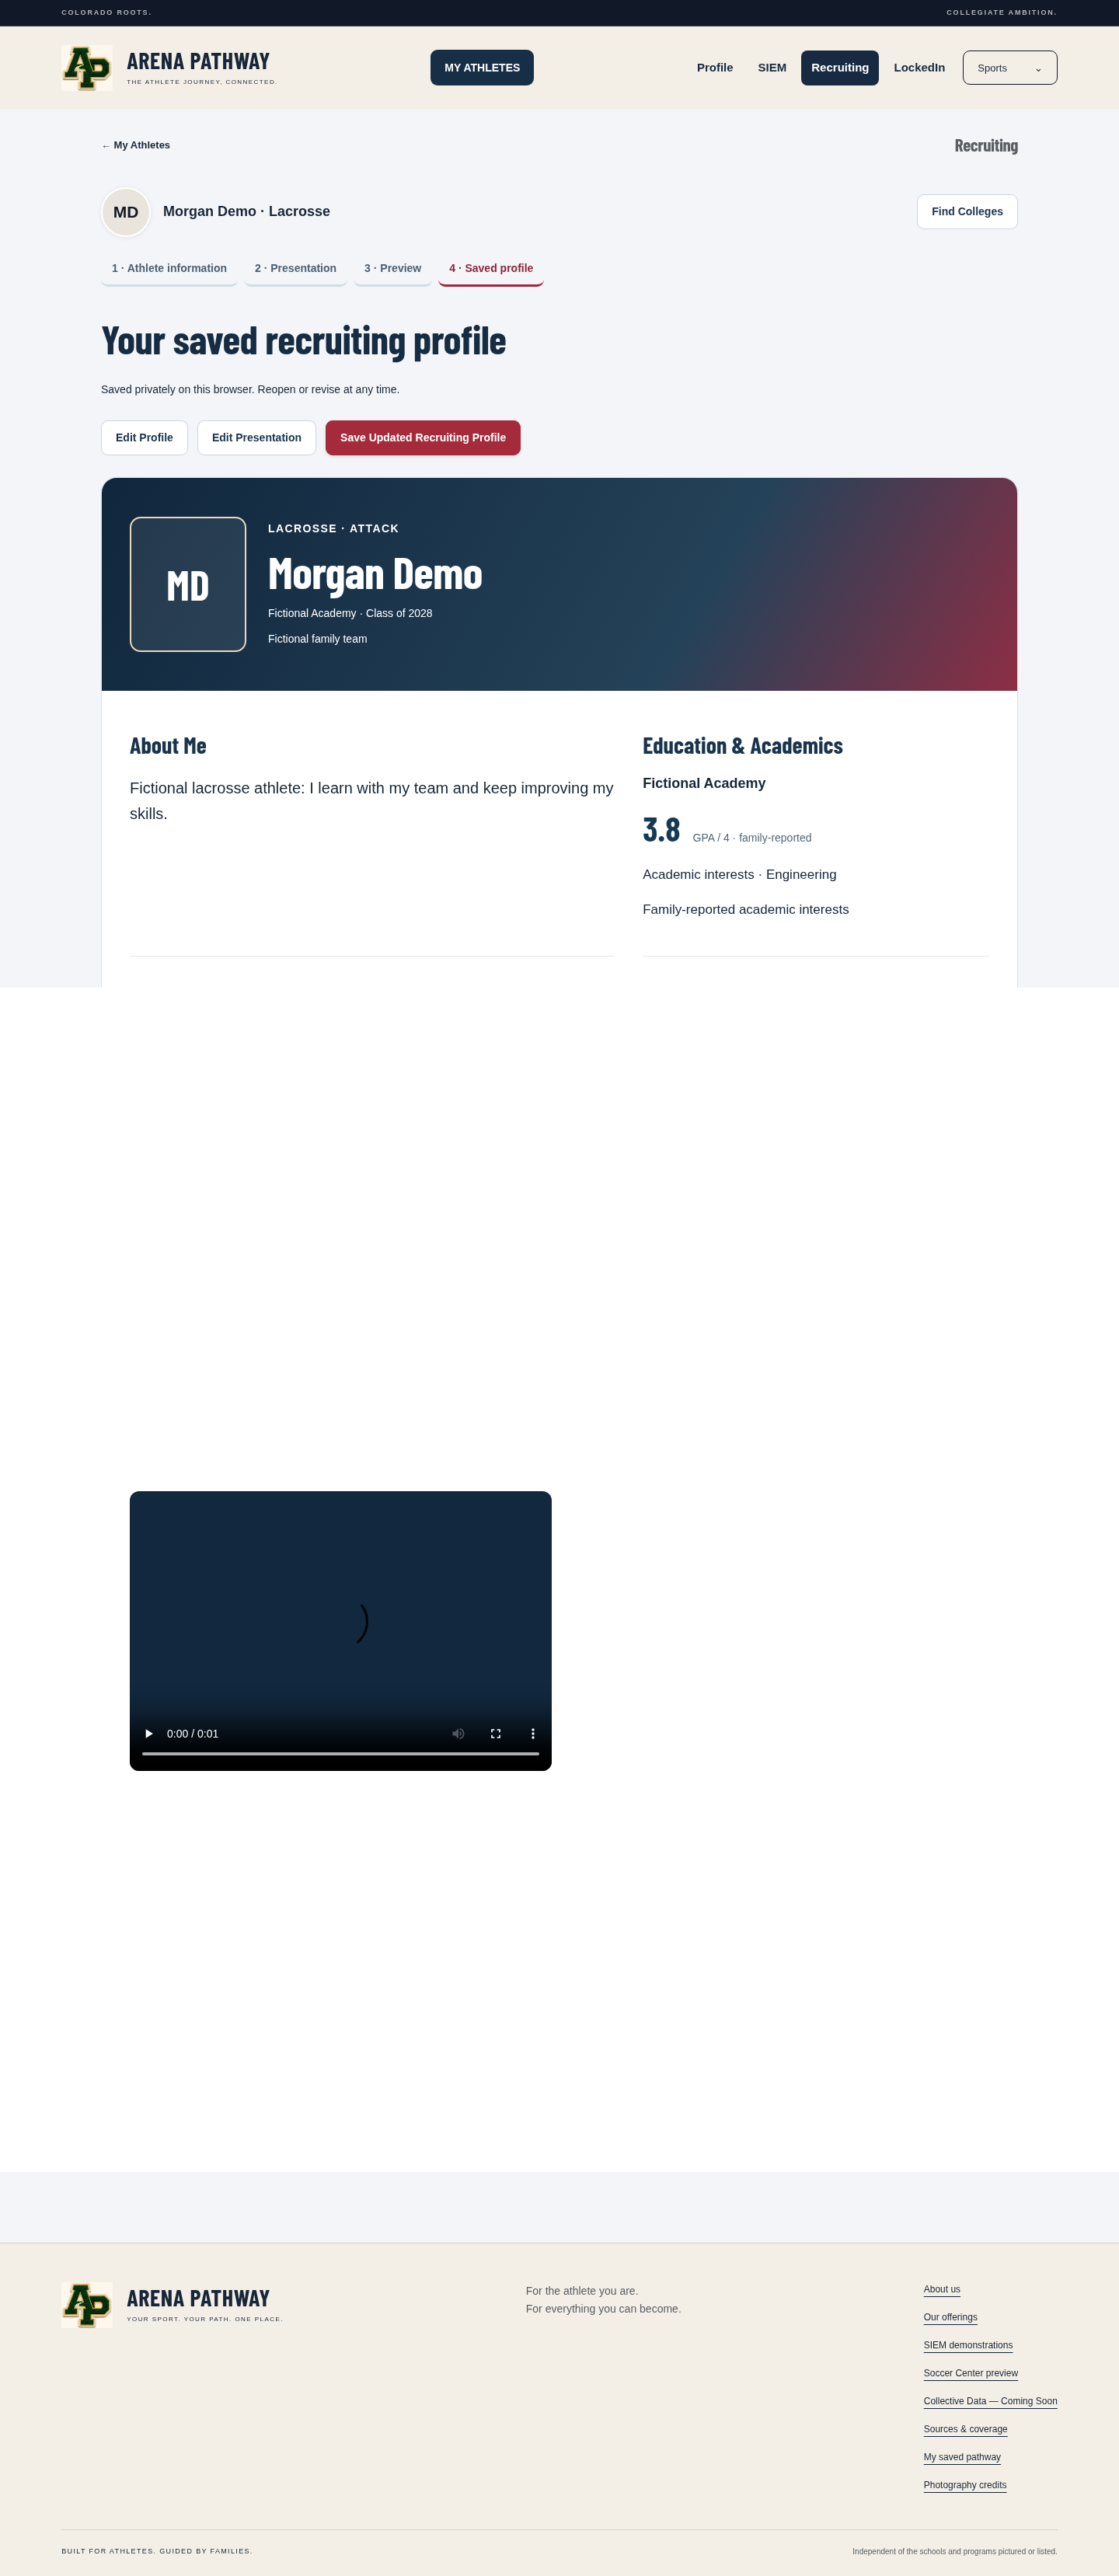 COLORADO ROOTS.
COLLEGIATE AMBITION.
AP
ARENA PATHWAY
THE ATHLETE JOURNEY, CONNECTED.
MY ATHLETES
Profile
SIEM
Recruiting
LockedIn
Sports
← My Athletes
Recruiting
MD
Morgan Demo · Lacrosse
Find Colleges
1 · Athlete information
2 · Presentation
3 · Preview
4 · Saved profile
Your saved recruiting profile
Saved privately on this browser. Reopen or revise at any time.
Edit Profile
Edit Presentation
Save Updated Recruiting Profile
MD
LACROSSE · ATTACK
Morgan Demo
Fictional Academy · Class of 2028
Fictional family team
About Me
Fictional lacrosse athlete: I learn with my team and keep improving my
skills.
Education & Academics
Fictional Academy
3.8 GPA / 4 · family-reported
Academic interests · Engineering
Family-reported academic interests
0:00 / 0:01
AP
ARENA PATHWAY
YOUR SPORT. YOUR PATH. ONE PLACE.
For the athlete you are.
For everything you can become.
About us
Our offerings
SIEM demonstrations
Soccer Center preview
Collective Data — Coming Soon
Sources & coverage
My saved pathway
Photography credits
BUILT FOR ATHLETES. GUIDED BY FAMILIES.
Independent of the schools and programs pictured or listed.